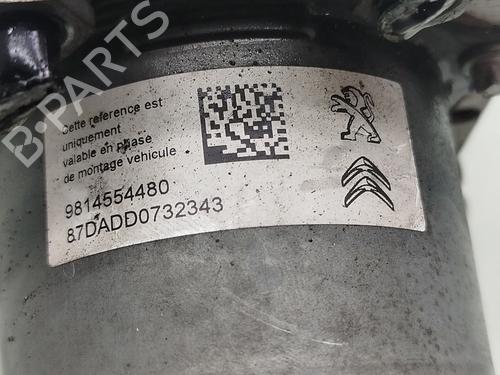 B-PARTS
Cette reference est
uniquement
valable en phase
de montage vehicule
9814554480
87DADD0732343